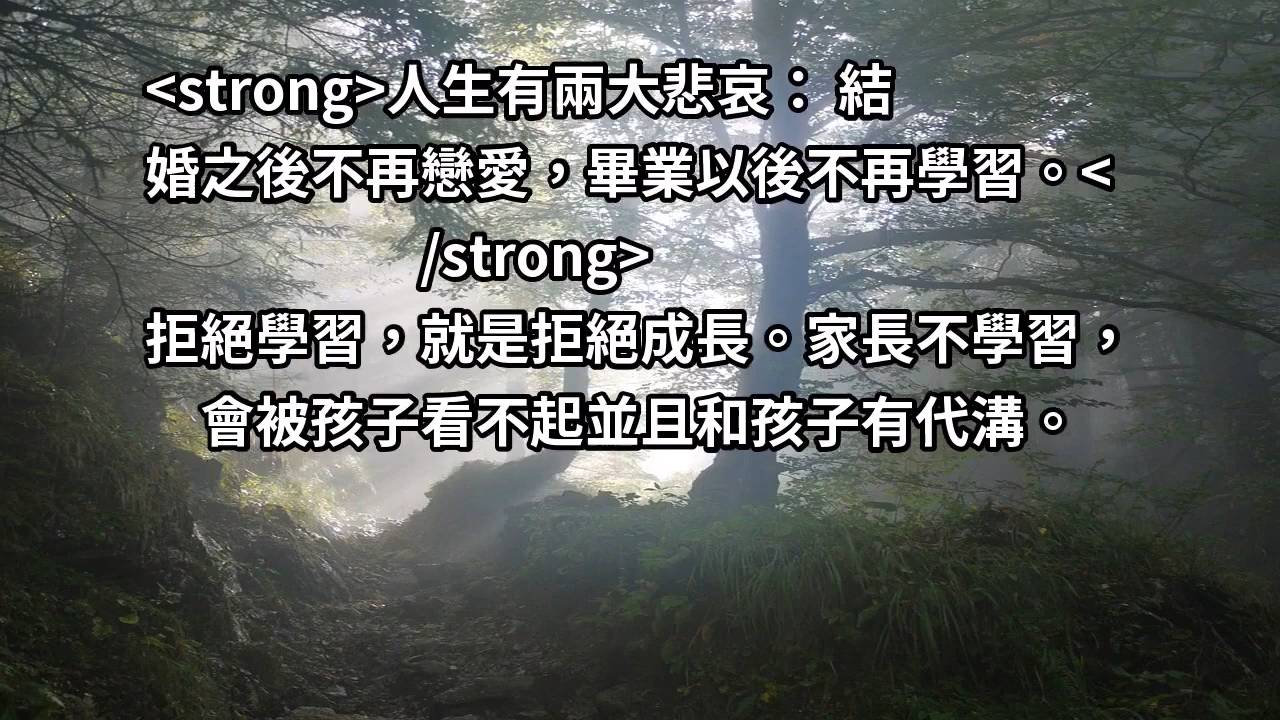 <strong>人生有兩大悲哀： 結
婚之後不再戀愛，畢業以後不再學習。<
/strong>
拒絕學習，就是拒絕成長。家長不學習，
會被孩子看不起並且和孩子有代溝。